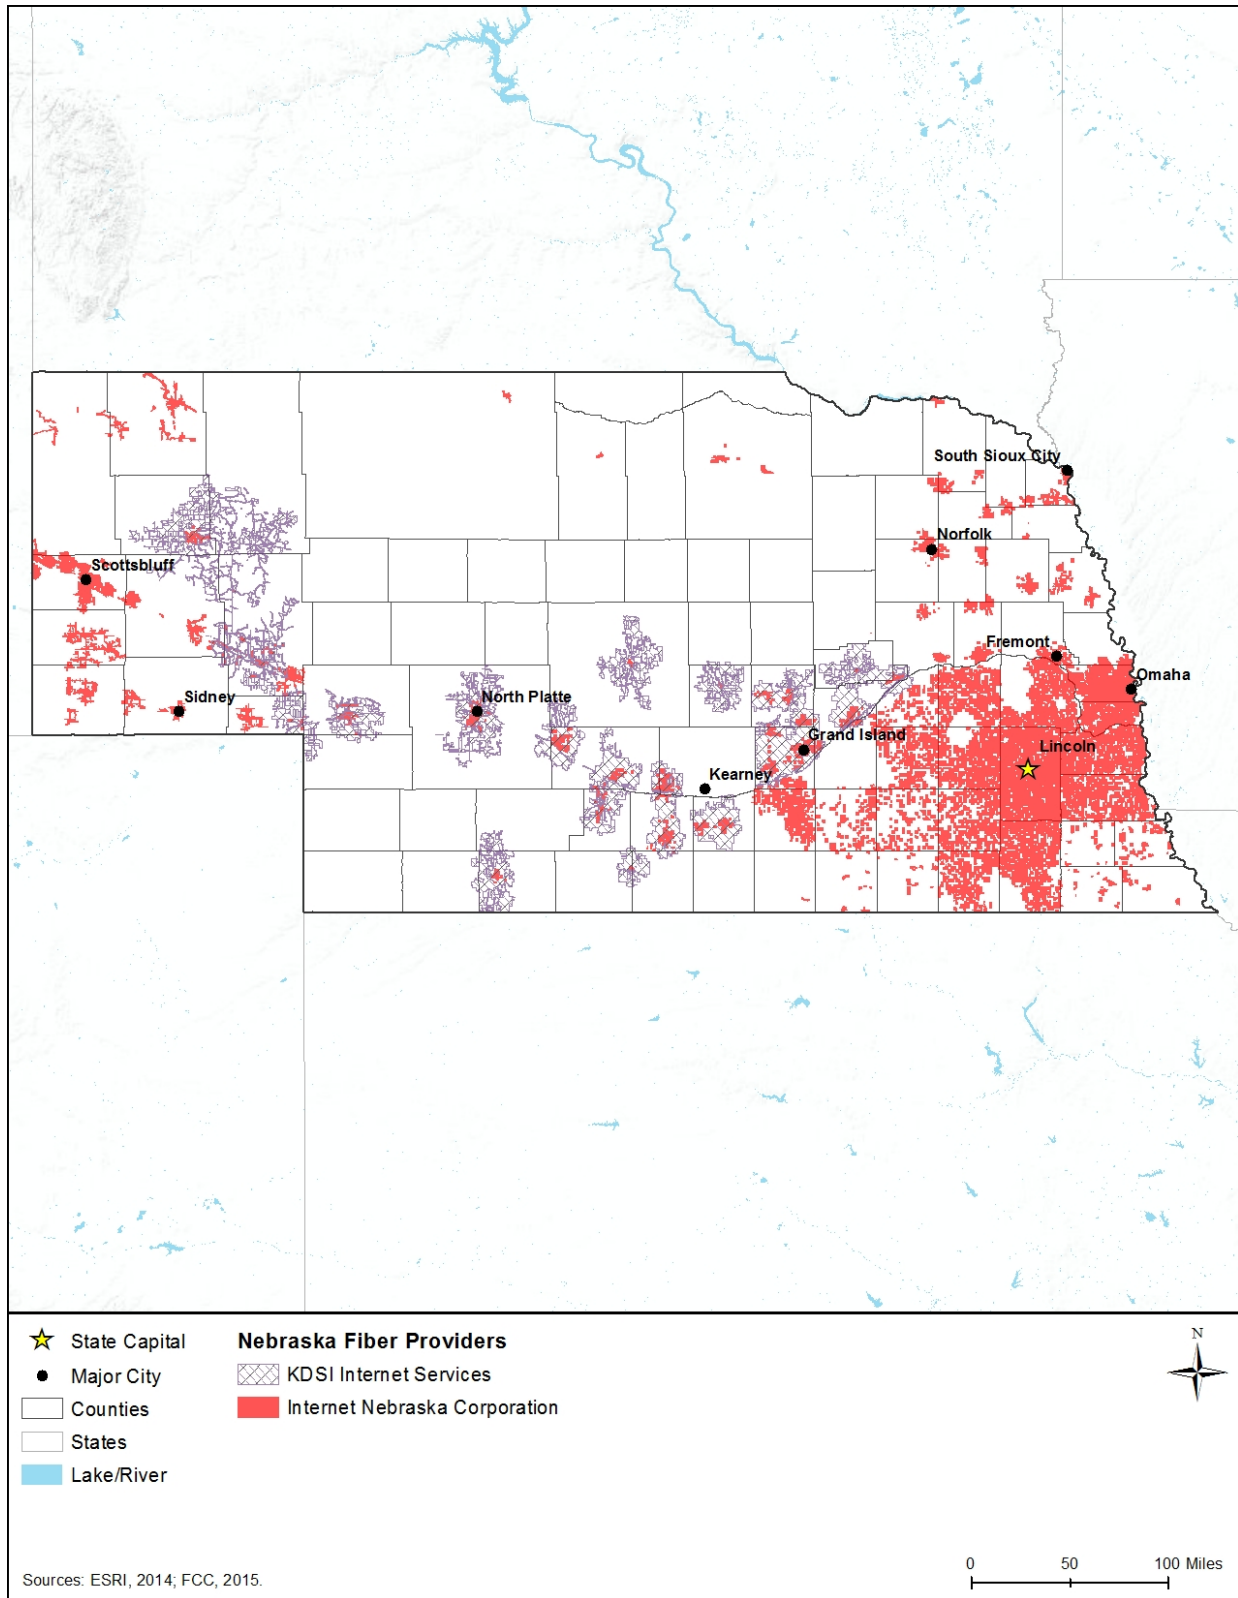 South Sioux City
Norfolk
Scottsbluff
Fremont
Omaha
Sidney
North Platte
Grand Island
Lincoln
Kearney
State Capital
Major City
Counties
States
Lake/River
Nebraska Fiber Providers
KDSI Internet Services
Internet Nebraska Corporation
N
0 50 100 Miles
Sources: ESRI, 2014; FCC, 2015.